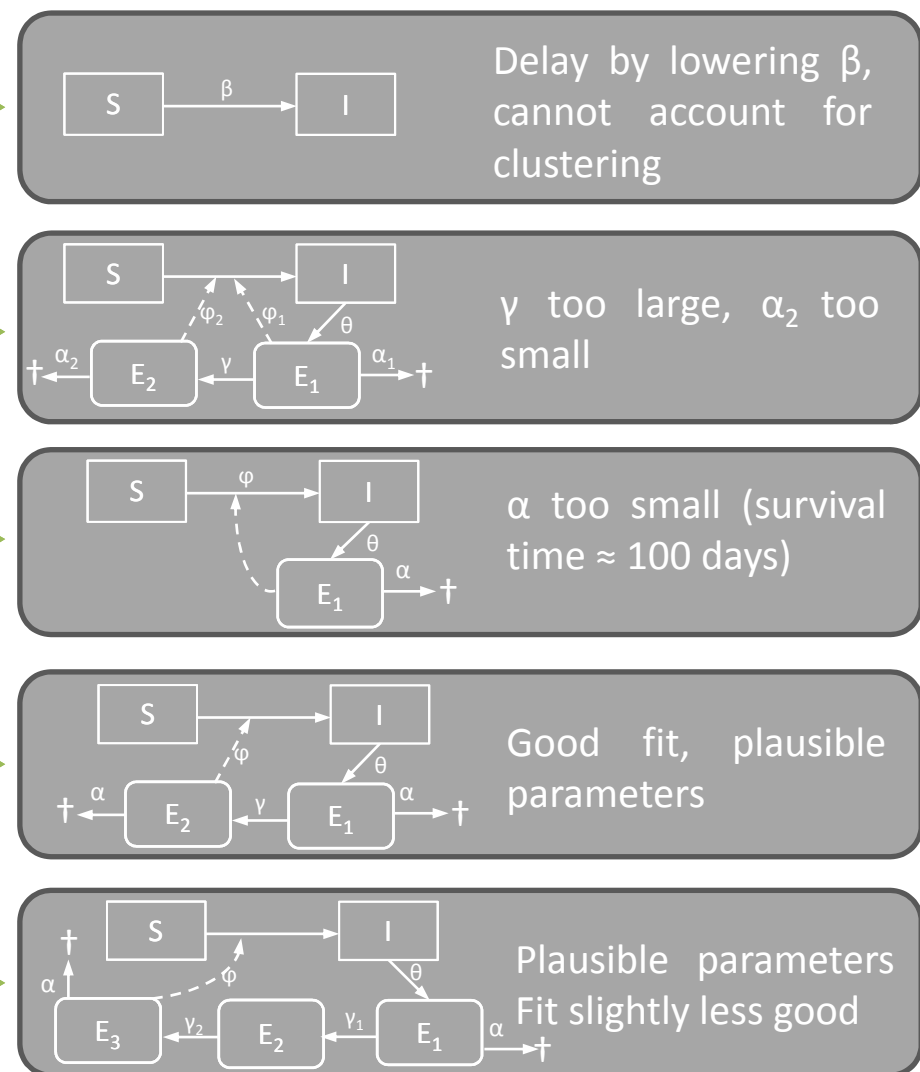 S β I
Delay by lowering β,
cannot account for
clustering
S I
φ₂ φ₁ θ
† α₂ E₂ γ E₁ α₁ †
γ too large, α₂ too
small
S φ I
θ
E₁ α †
α too small (survival
time ≈ 100 days)
S I
φ θ
† α E₂ γ E₁ α †
Good fit, plausible
parameters
† S I
α φ θ
E₃ γ₂ E₂ γ₁ E₁ α †
Plausible parameters
Fit slightly less good